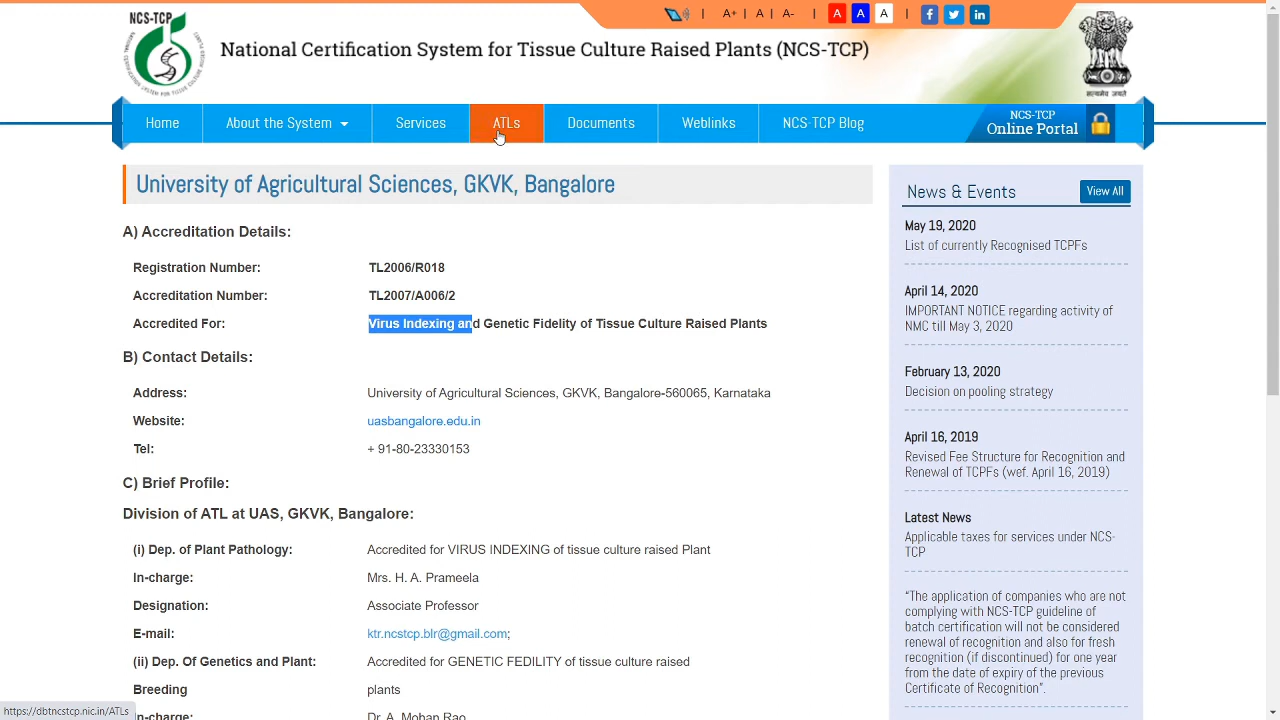 NCS-TCP
National Certification System for Tissue Culture Raised Plants (NCS-TCP)
| A+ | A | A- | A A A |
सत्यमेव जयते
Home
About the System
Services
ATLs
Documents
Weblinks
NCS-TCP Blog
NCS-TCP
Online Portal
University of Agricultural Sciences, GKVK, Bangalore
A) Accreditation Details:
Registration Number: TL2006/R018
Accreditation Number: TL2007/A006/2
Accredited For: Virus Indexing and Genetic Fidelity of Tissue Culture Raised Plants
B) Contact Details:
Address: University of Agricultural Sciences, GKVK, Bangalore-560065, Karnataka
Website: uasbangalore.edu.in
Tel: + 91-80-23330153
C) Brief Profile:
Division of ATL at UAS, GKVK, Bangalore:
(i) Dep. of Plant Pathology: Accredited for VIRUS INDEXING of tissue culture raised Plant
In-charge: Mrs. H. A. Prameela
Designation: Associate Professor
E-mail: ktr.ncstcp.blr@gmail.com;
(ii) Dep. Of Genetics and Plant: Accredited for GENETIC FEDILITY of tissue culture raised
Breeding plants
In-charge: Dr. A. Mohan Rao
News & Events
View All
May 19, 2020
List of currently Recognised TCPFs
April 14, 2020
IMPORTANT NOTICE regarding activity of
NMC till May 3, 2020
February 13, 2020
Decision on pooling strategy
April 16, 2019
Revised Fee Structure for Recognition and
Renewal of TCPFs (wef. April 16, 2019)
Latest News
Applicable taxes for services under NCS-
TCP
“The application of companies who are not
complying with NCS-TCP guideline of
batch certification will not be considered
renewal of recognition and also for fresh
recognition (if discontinued) for one year
from the date of expiry of the previous
Certificate of Recognition”.
https://dbtncstcp.nic.in/ATLs